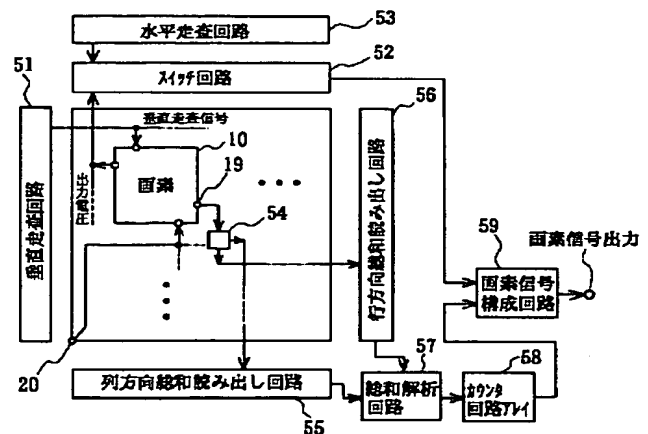 53
水平走査回路
52
51
スイッチ回路
56
垂直走査信号
10
画素
19
電圧出力
54
垂直走査回路
行方向総和読み出し回路
59
画素信号出力
画素信号
構成回路
57
58
20
列方向総和読み出し回路
55
総和解析
回路
カウンタ
回路アレイ